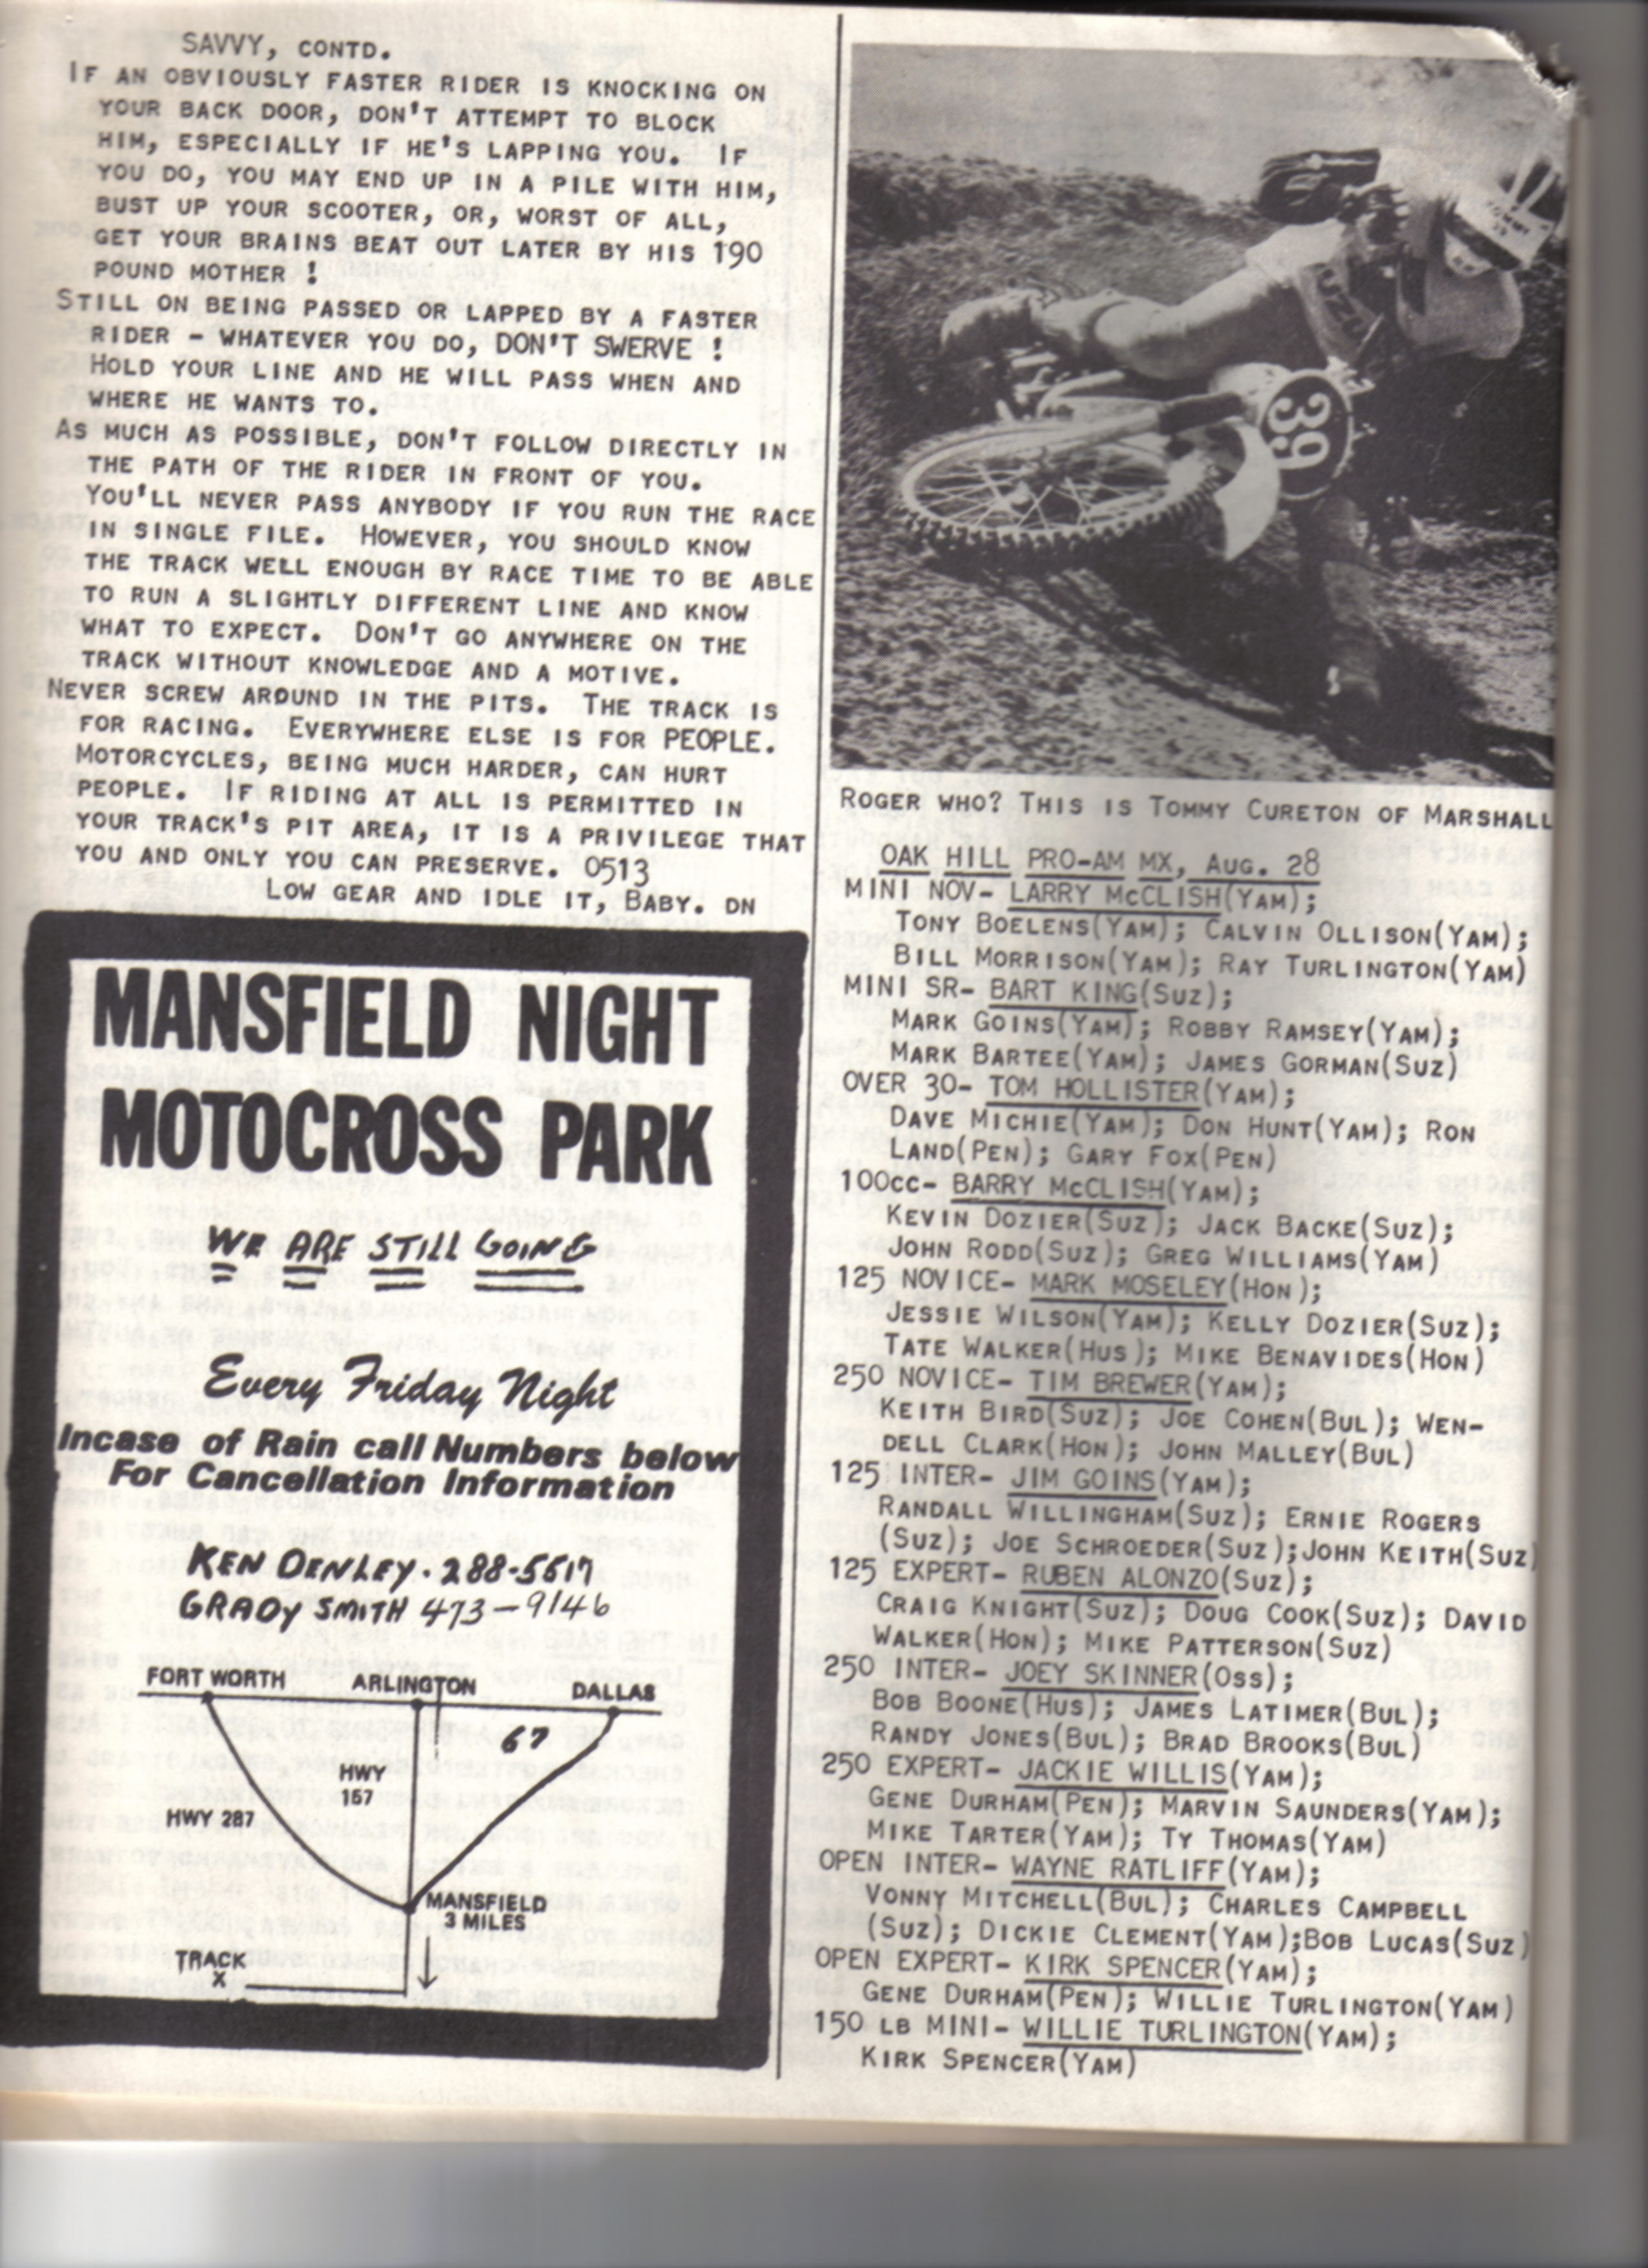 SAVVY, CONTD.
IF AN OBVIOUSLY FASTER RIDER IS KNOCKING ON
YOUR BACK DOOR, DON'T ATTEMPT TO BLOCK
HIM, ESPECIALLY IF HE'S LAPPING YOU. IF
YOU DO, YOU MAY END UP IN A PILE WITH HIM,
BUST UP YOUR SCOOTER, OR, WORST OF ALL,
GET YOUR BRAINS BEAT OUT LATER BY HIS 190
POUND MOTHER !
STILL ON BEING PASSED OR LAPPED BY A FASTER
RIDER - WHATEVER YOU DO, DON'T SWERVE !
HOLD YOUR LINE AND HE WILL PASS WHEN AND
WHERE HE WANTS TO.
AS MUCH AS POSSIBLE, DON'T FOLLOW DIRECTLY IN
THE PATH OF THE RIDER IN FRONT OF YOU.
YOU'LL NEVER PASS ANYBODY IF YOU RUN THE RACE
IN SINGLE FILE. HOWEVER, YOU SHOULD KNOW
THE TRACK WELL ENOUGH BY RACE TIME TO BE ABLE
TO RUN A SLIGHTLY DIFFERENT LINE AND KNOW
WHAT TO EXPECT. DON'T GO ANYWHERE ON THE
TRACK WITHOUT KNOWLEDGE AND A MOTIVE.
NEVER SCREW AROUND IN THE PITS. THE TRACK IS
FOR RACING. EVERYWHERE ELSE IS FOR PEOPLE.
MOTORCYCLES, BEING MUCH HARDER, CAN HURT
PEOPLE. IF RIDING AT ALL IS PERMITTED IN
YOUR TRACK'S PIT AREA, IT IS A PRIVILEGE THAT
YOU AND ONLY YOU CAN PRESERVE. 0513
LOW GEAR AND IDLE IT, BABY. DN
MANSFIELD NIGHT
MOTOCROSS PARK
WE ARE STILL GOING
Every Friday Night
Incase of Rain call Numbers below
For Cancellation Information
KEN DENLEY. 288-5617
GRADY SMITH 473-9146
FORT WORTH ARLINGTON DALLAS
67
HWY
157
HWY 287
MANSFIELD
3 MILES
TRACK
X
39
ROGER WHO? THIS IS TOMMY CURETON OF MARSHALL
OAK HILL PRO-AM MX, AUG. 28
MINI NOV- LARRY McCLISH(YAM);
TONY BOELENS(YAM); CALVIN OLLISON(YAM);
BILL MORRISON(YAM); RAY TURLINGTON(YAM)
MINI SR- BART KING(SUZ);
MARK GOINS(YAM); ROBBY RAMSEY(YAM);
MARK BARTEE(YAM); JAMES GORMAN(SUZ)
OVER 30- TOM HOLLISTER(YAM);
DAVE MICHIE(YAM); DON HUNT(YAM); RON
LAND(PEN); GARY FOX(PEN)
100cc- BARRY McCLISH(YAM);
KEVIN DOZIER(SUZ); JACK BACKE(SUZ);
JOHN RODD(SUZ); GREG WILLIAMS(YAM)
125 NOVICE- MARK MOSELEY(HON);
JESSIE WILSON(YAM); KELLY DOZIER(SUZ);
TATE WALKER(HUS); MIKE BENAVIDES(HON)
250 NOVICE- TIM BREWER(YAM);
KEITH BIRD(SUZ); JOE COHEN(BUL); WEN-
DELL CLARK(HON); JOHN MALLEY(BUL)
125 INTER- JIM GOINS(YAM);
RANDALL WILLINGHAM(SUZ); ERNIE ROGERS
(SUZ); JOE SCHROEDER(SUZ);JOHN KEITH(SUZ)
125 EXPERT- RUBEN ALONZO(SUZ);
CRAIG KNIGHT(SUZ); DOUG COOK(SUZ); DAVID
WALKER(HON); MIKE PATTERSON(SUZ)
250 INTER- JOEY SKINNER(OSS);
BOB BOONE(HUS); JAMES LATIMER(BUL);
RANDY JONES(BUL); BRAD BROOKS(BUL)
250 EXPERT- JACKIE WILLIS(YAM);
GENE DURHAM(PEN); MARVIN SAUNDERS(YAM);
MIKE TARTER(YAM); TY THOMAS(YAM)
OPEN INTER- WAYNE RATLIFF(YAM);
VONNY MITCHELL(BUL); CHARLES CAMPBELL
(SUZ); DICKIE CLEMENT(YAM);BOB LUCAS(SUZ)
OPEN EXPERT- KIRK SPENCER(YAM);
GENE DURHAM(PEN); WILLIE TURLINGTON(YAM)
150 LB MINI- WILLIE TURLINGTON(YAM);
KIRK SPENCER(YAM)